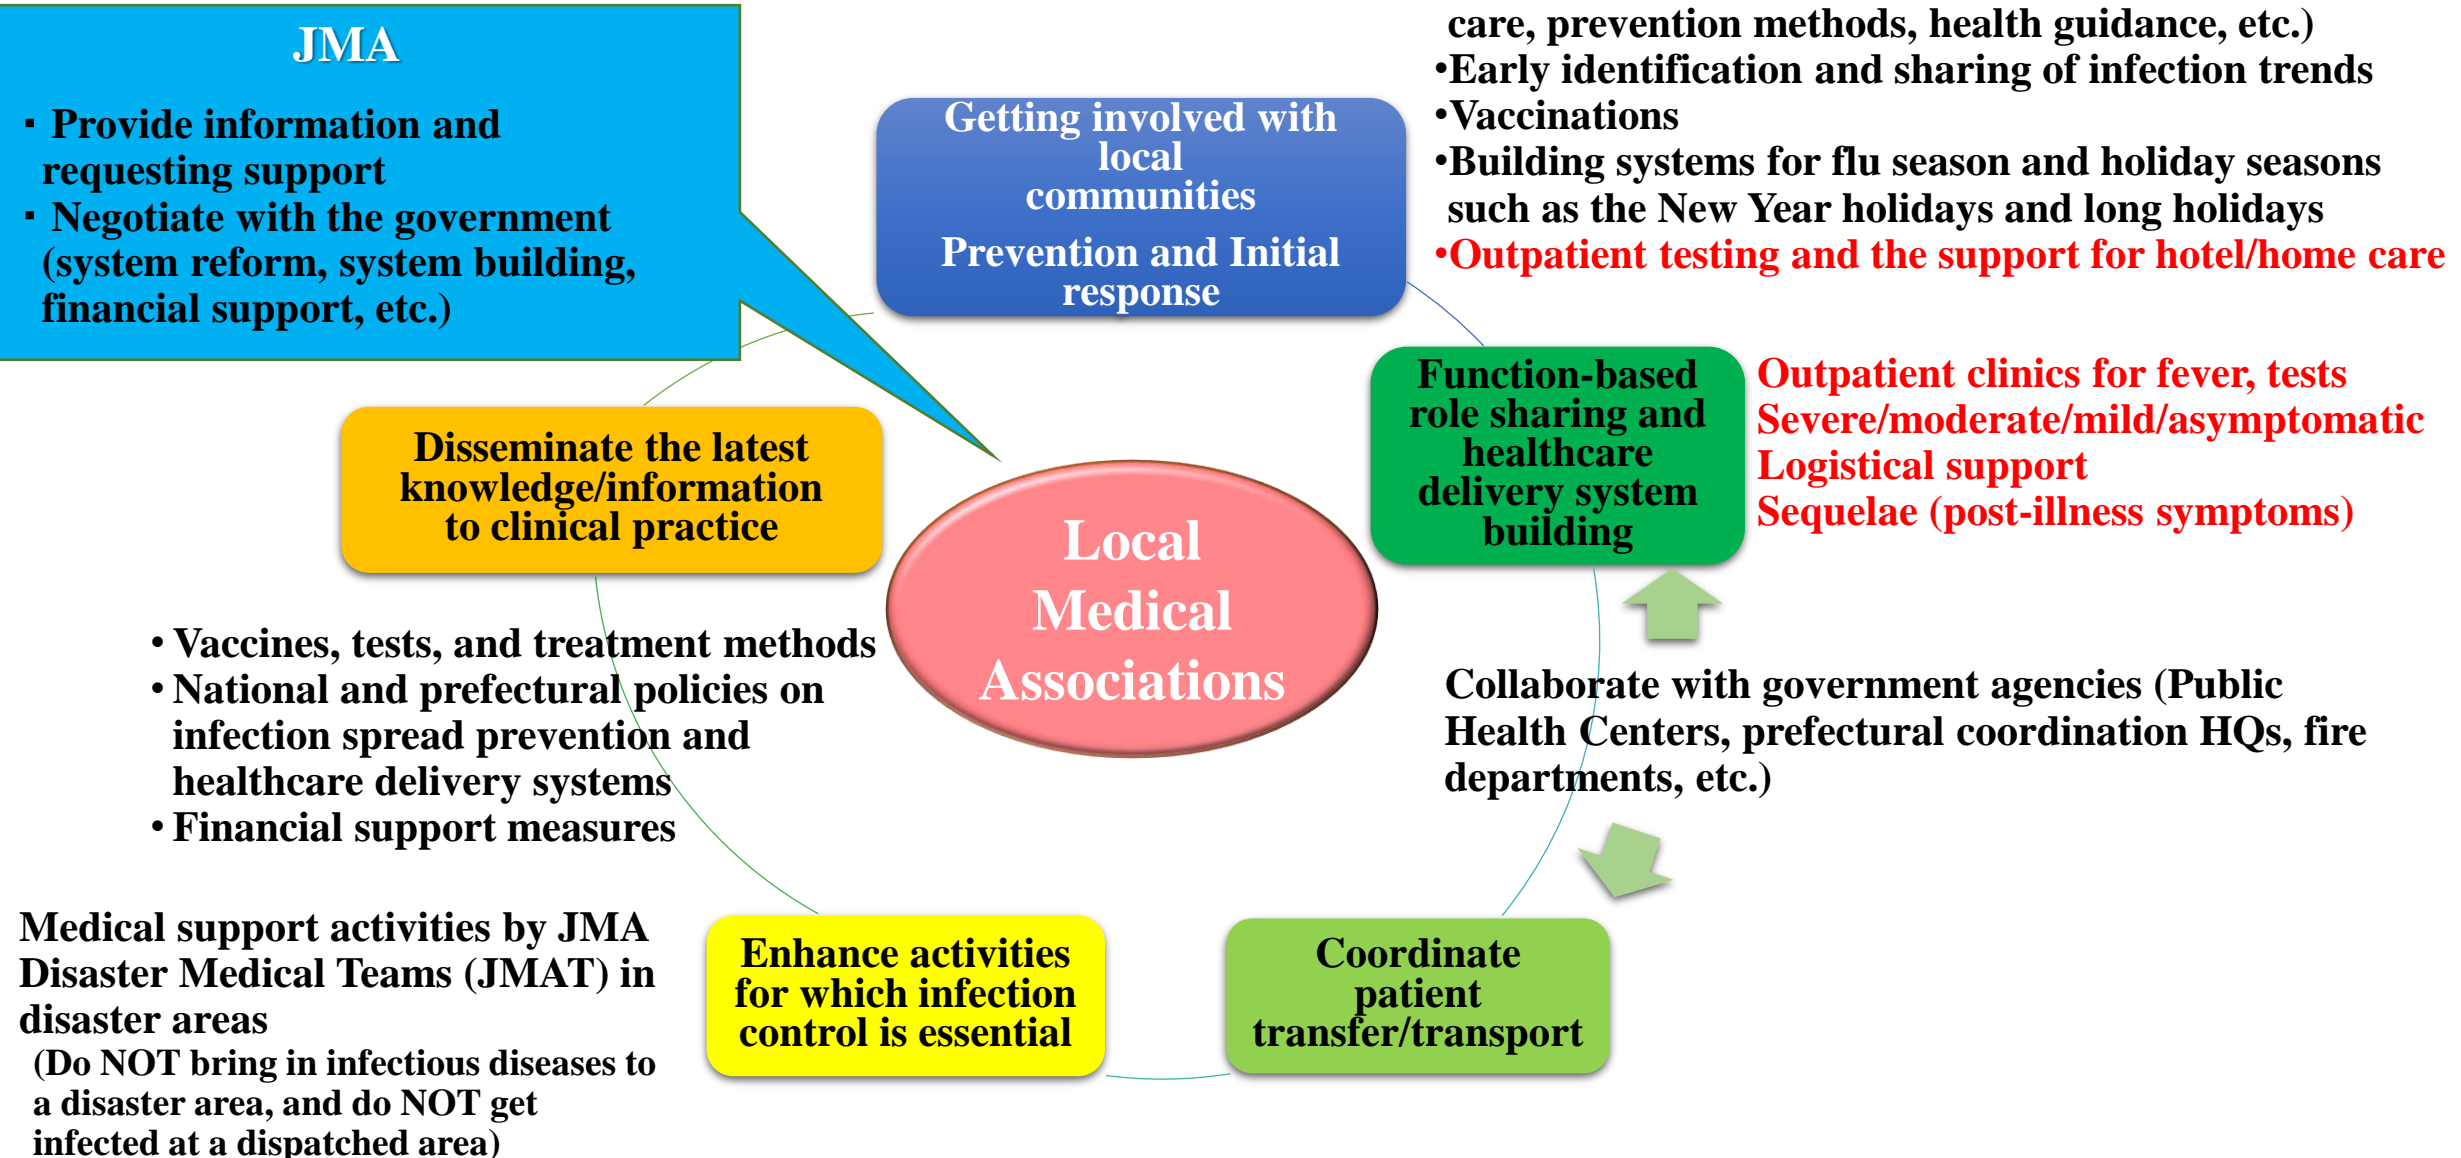 JMA
▪ Provide information and
requesting support
▪ Negotiate with the government
(system reform, system building,
financial support, etc.)
Getting involved with
local
communities
Prevention and Initial
response
care, prevention methods, health guidance, etc.)
•Early identification and sharing of infection trends
•Vaccinations
•Building systems for flu season and holiday seasons
such as the New Year holidays and long holidays
•Outpatient testing and the support for hotel/home care
Function-based
role sharing and
healthcare
delivery system
building
Outpatient clinics for fever, tests
Severe/moderate/mild/asymptomatic
Logistical support
Sequelae (post-illness symptoms)
Disseminate the latest
knowledge/information
to clinical practice
Local
Medical
Associations
• Vaccines, tests, and treatment methods
• National and prefectural policies on
infection spread prevention and
healthcare delivery systems
• Financial support measures
Collaborate with government agencies (Public
Health Centers, prefectural coordination HQs, fire
departments, etc.)
Medical support activities by JMA
Disaster Medical Teams (JMAT) in
disaster areas
(Do NOT bring in infectious diseases to
a disaster area, and do NOT get
infected at a dispatched area)
Enhance activities
for which infection
control is essential
Coordinate
patient
transfer/transport